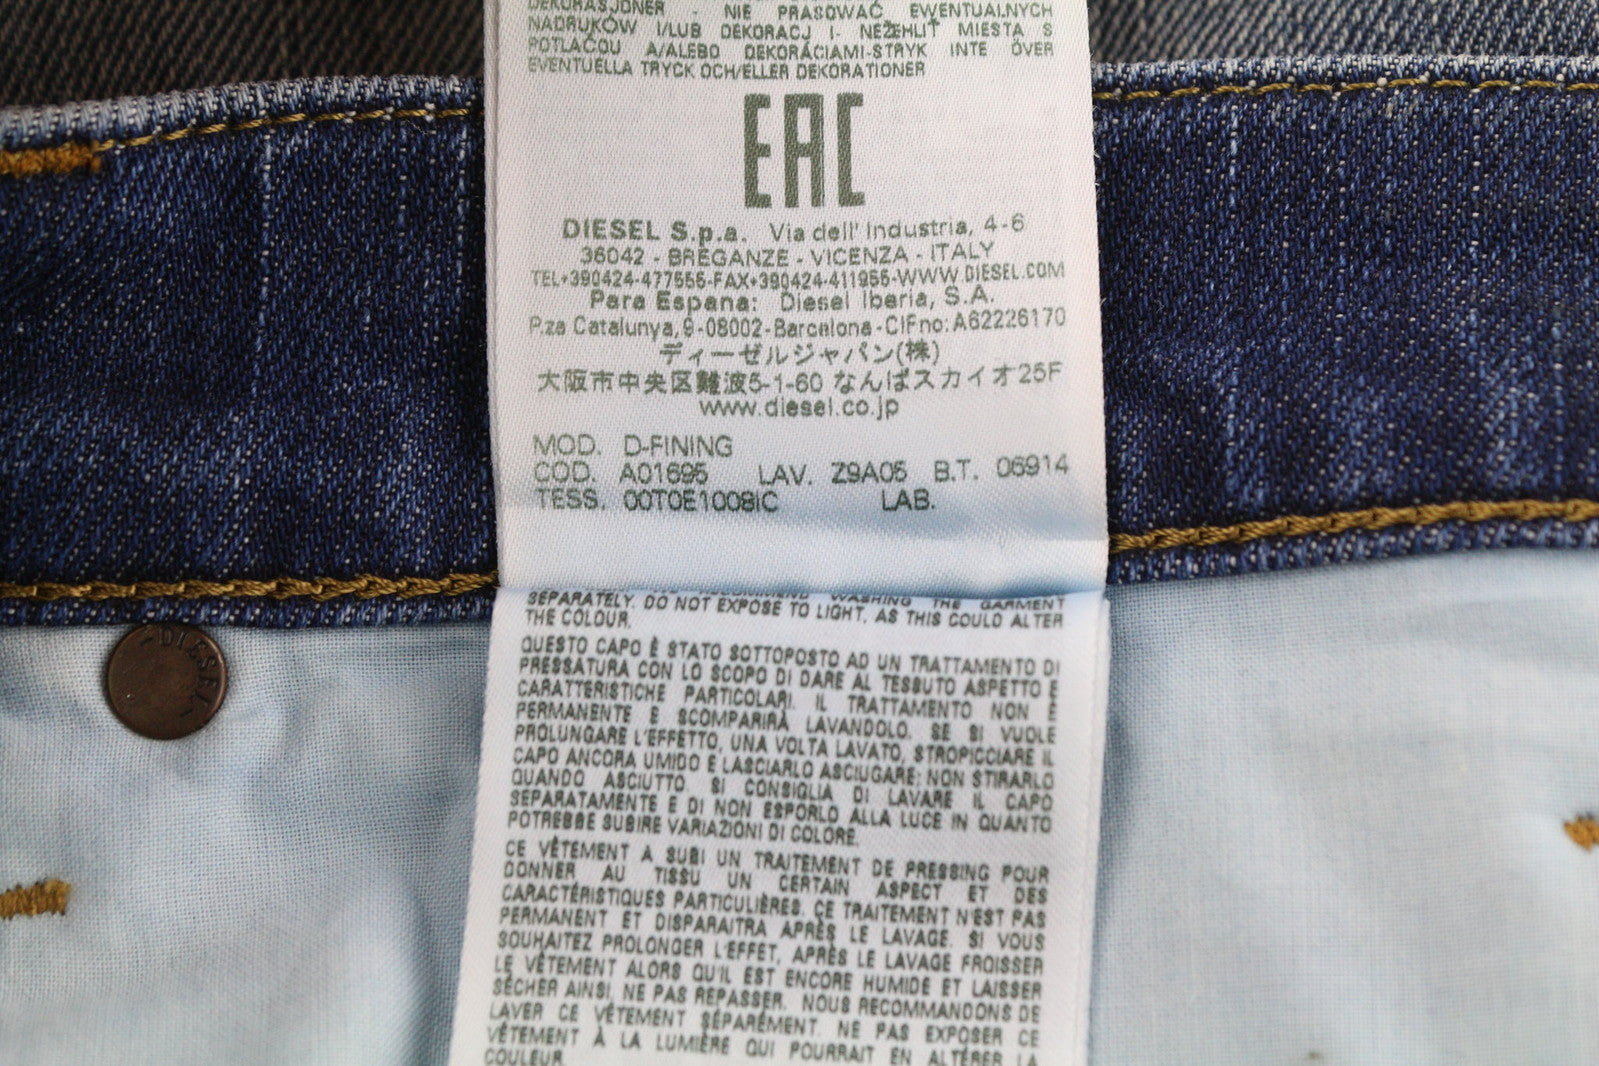 DEKORASJONER - NIE PRASOWAĆ EWENTUALNYCH
NADRUKÓW I/LUB DEKORACJ I- NEŽEHLIT MIESTA S
POTLAČOU A/ALEBO DEKORÁCIAMI-STRYK INTE ÖVER
EVENTUELLA TRYCK OCH/ELLER DEKORATIONER
EAC
DIESEL S.p.a. Via dell' Industria, 4-6
36042 - BREGANZE - VICENZA - ITALY
TEL+390424-477555-FAX+390424-411955-WWW.DIESEL.COM
Para Espana: Diesel Iberia, S.A.
P.za Catalunya,9-08002-Barcelona-CIFno:A62226170
ディーゼルジャパン(株)
大阪市中央区難波5-1-60 なんばスカイオ25F
www.diesel.co.jp
MOD. D-FINING
COD. A01695 LAV. Z9A05 B.T. 06914
TESS. 00T0E1008IC LAB.
RECOMMEND WASHING THE GARMENT
SEPARATELY. DO NOT EXPOSE TO LIGHT, AS THIS COULD ALTER
THE COLOUR.
QUESTO CAPO È STATO SOTTOPOSTO AD UN TRATTAMENTO DI
PRESSATURA CON LO SCOPO DI DARE AL TESSUTO ASPETTO E
CARATTERISTICHE PARTICOLARI. IL TRATTAMENTO NON È
PERMANENTE E SCOMPARIRÀ LAVANDOLO. SE SI VUOLE
PROLUNGARE L'EFFETTO, UNA VOLTA LAVATO, STROPICCIARE IL
CAPO ANCORA UMIDO E LASCIARLO ASCIUGARE; NON STIRARLO
QUANDO ASCIUTTO. SI CONSIGLIA DI LAVARE IL CAPO
SEPARATAMENTE E DI NON ESPORLO ALLA LUCE IN QUANTO
POTREBBE SUBIRE VARIAZIONI DI COLORE.
CE VÊTEMENT A SUBI UN TRAITEMENT DE PRESSING POUR
DONNER AU TISSU UN CERTAIN ASPECT ET DES
CARACTÉRISTIQUES PARTICULIÈRES. CE TRAITEMENT N'EST PAS
PERMANENT ET DISPARAITRA APRÈS LE LAVAGE. SI VOUS
SOUHAITEZ PROLONGER L'EFFET, APRÈS LE LAVAGE FROISSER
LE VÊTEMENT ALORS QU'IL EST ENCORE HUMIDE ET LAISSER
SÉCHER AINSI, NE PAS REPASSER. NOUS RECOMMANDONS DE
LAVER CE VÊTEMENT SÉPARÉMENT. NE PAS EXPOSER CE
VÊTEMENT À LA LUMIÈRE QUI POURRAIT EN ALTÉRER LA
COULEUR.
DIESEL